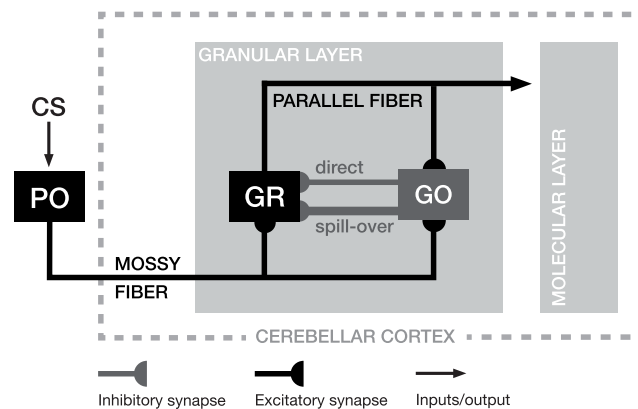 GRANULAR LAYER
PARALLEL FIBER
CS
direct
PO
GR
GO
spill-over
MOLECULAR LAYER
MOSSY
FIBER
CEREBELLAR CORTEX
Inhibitory synapse
Excitatory synapse
Inputs/output